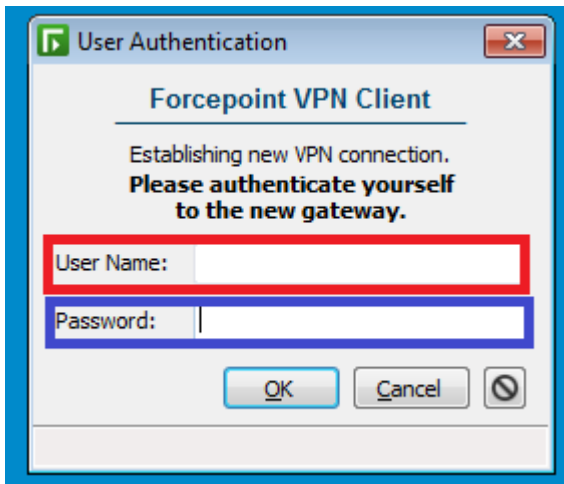 User Authentication
Forcepoint VPN Client
Establishing new VPN connection.
Please authenticate yourself
to the new gateway.
User Name:
Password:
OK Cancel